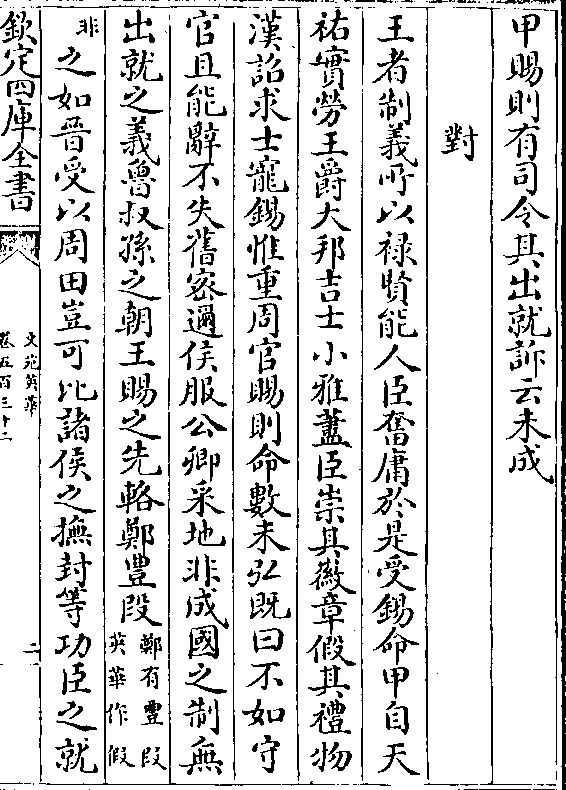 甲賜則有司令其出就訴云未成
對
王者制義所以禄賢能人臣奮庸於是受錫命甲自天
祐實勞王爵大邦吉士小雅藎臣崇其徽章假其禮物
漢詔求士寵錫惟重周官賜則命數未弘既曰不如守
官且能辭不失舊密邇侯服公卿采地非成國之制無
出就之義魯叔孫之朝王賜之先輅鄭豐段鄭有豐段英華作假
非之如晉受以周田豈可比諸侯之撫封等功臣之就
欽定四庫全書
文苑英華
卷五百三十二
二